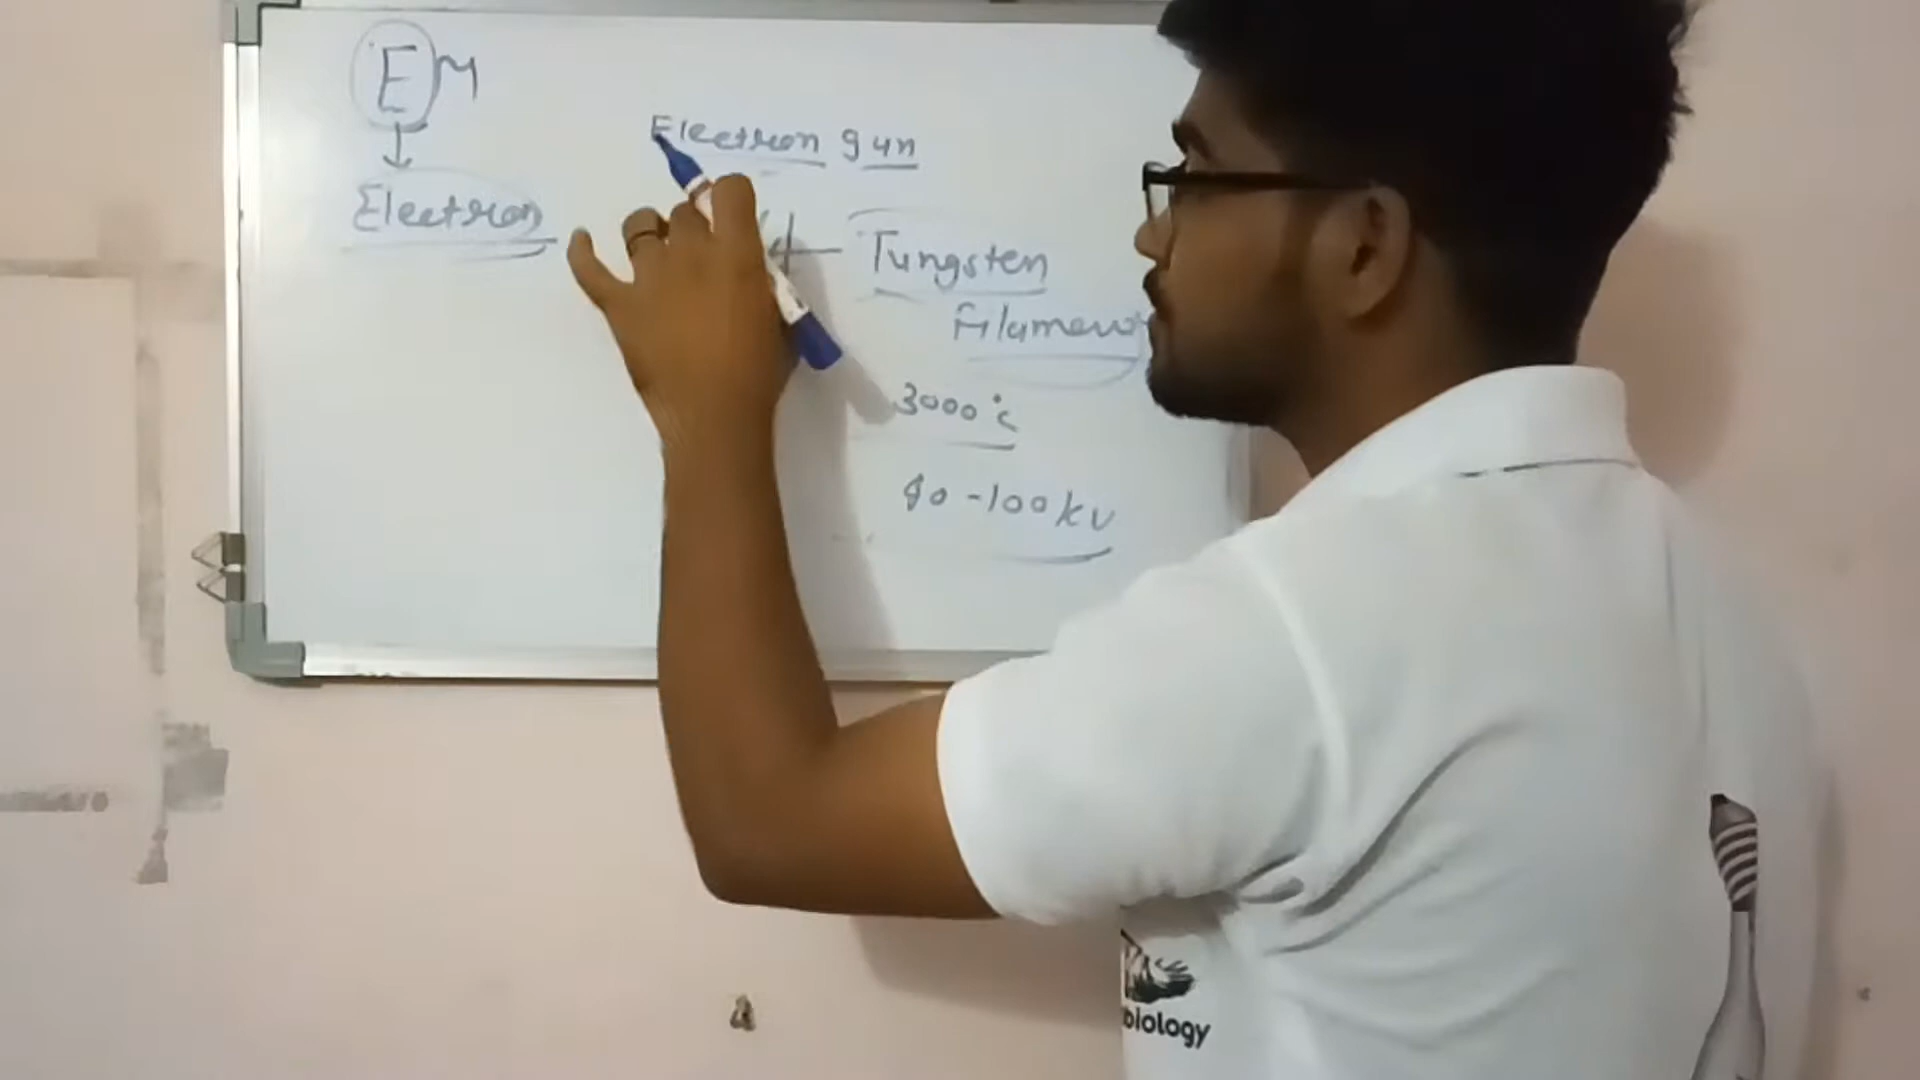 EM
Electron
Electron gun
Tungsten
Filament
3000°C
40-100kv
biology